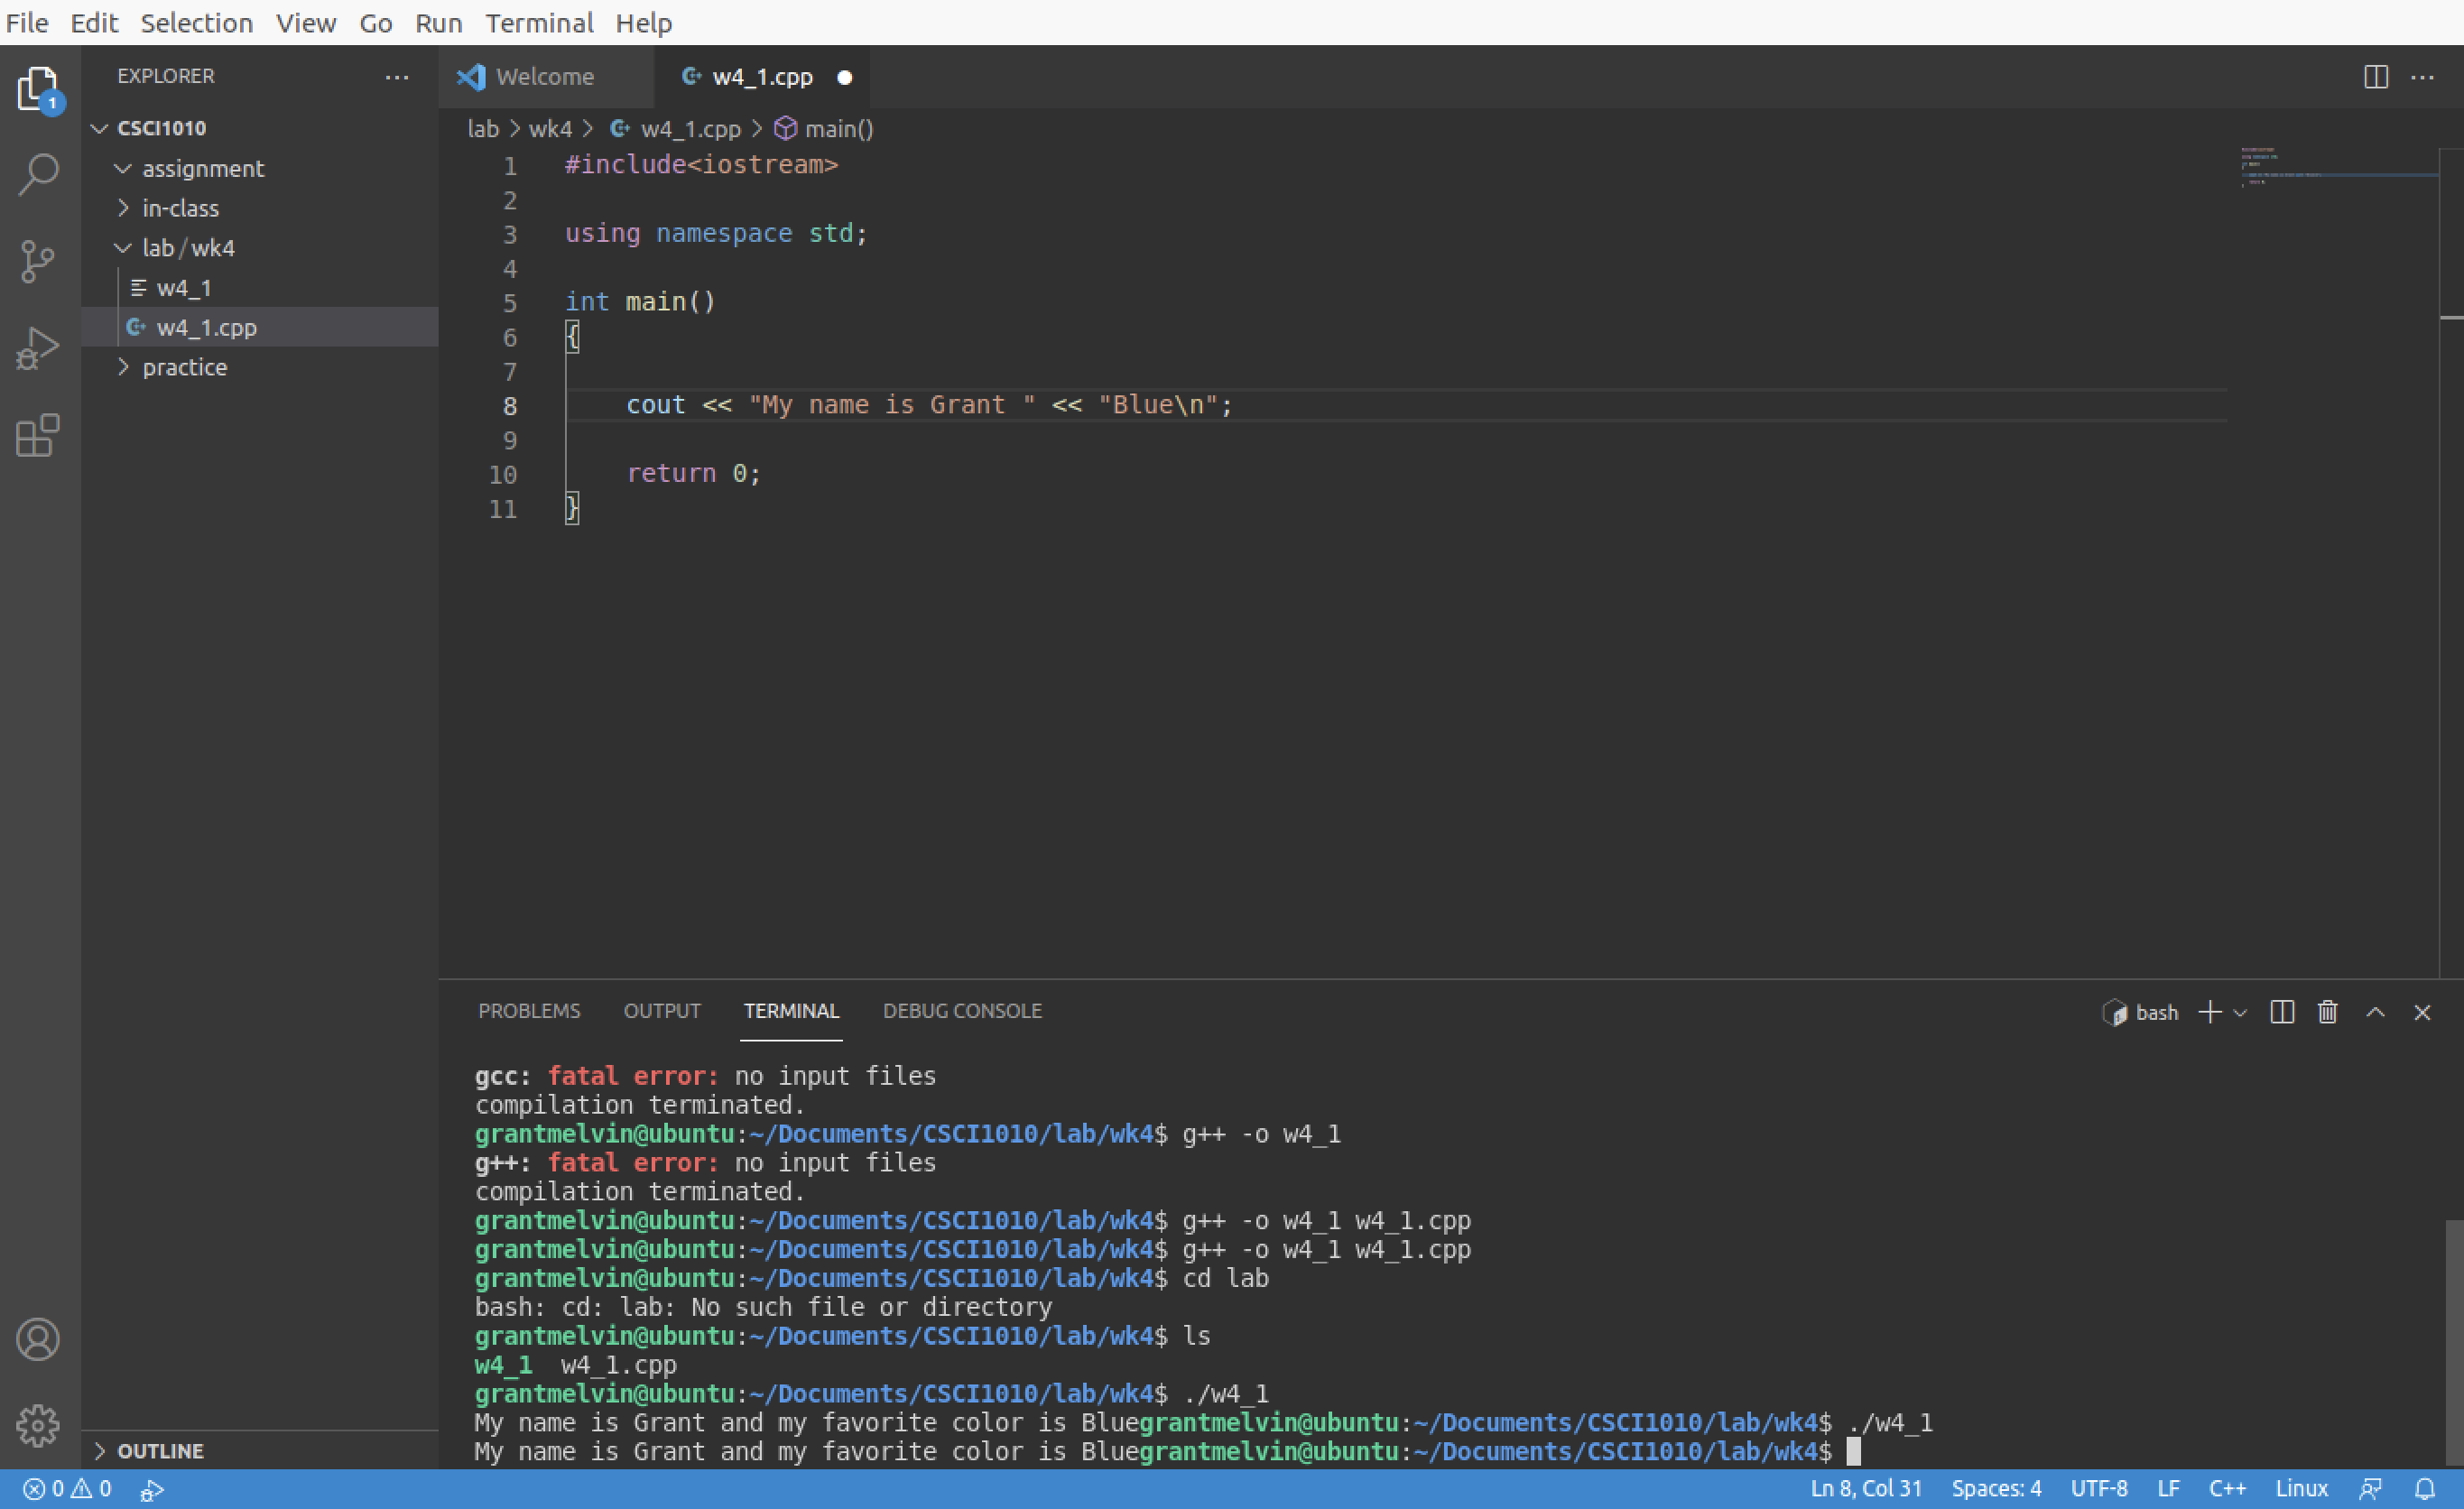 File Edit Selection View Go Run Terminal Help
EXPLORER
1
CSCI1010
assignment
in-class
lab / wk4
w4_1
w4_1.cpp
practice
OUTLINE
Welcome w4_1.cpp
lab > wk4 > w4_1.cpp > main()
1 #include<iostream>
2
3 using namespace std;
4
5 int main()
6 {
7
8 cout << "My name is Grant " << "Blue\n";
9
10 return 0;
11 }
PROBLEMS OUTPUT TERMINAL DEBUG CONSOLE bash
gcc: fatal error: no input files
compilation terminated.
grantmelvin@ubuntu:~/Documents/CSCI1010/lab/wk4$ g++ -o w4_1
g++: fatal error: no input files
compilation terminated.
grantmelvin@ubuntu:~/Documents/CSCI1010/lab/wk4$ g++ -o w4_1 w4_1.cpp
grantmelvin@ubuntu:~/Documents/CSCI1010/lab/wk4$ g++ -o w4_1 w4_1.cpp
grantmelvin@ubuntu:~/Documents/CSCI1010/lab/wk4$ cd lab
bash: cd: lab: No such file or directory
grantmelvin@ubuntu:~/Documents/CSCI1010/lab/wk4$ ls
w4_1 w4_1.cpp
grantmelvin@ubuntu:~/Documents/CSCI1010/lab/wk4$ ./w4_1
My name is Grant and my favorite color is Bluegrantmelvin@ubuntu:~/Documents/CSCI1010/lab/wk4$ ./w4_1
My name is Grant and my favorite color is Bluegrantmelvin@ubuntu:~/Documents/CSCI1010/lab/wk4$
0 0 Ln 8, Col 31 Spaces: 4 UTF-8 LF C++ Linux